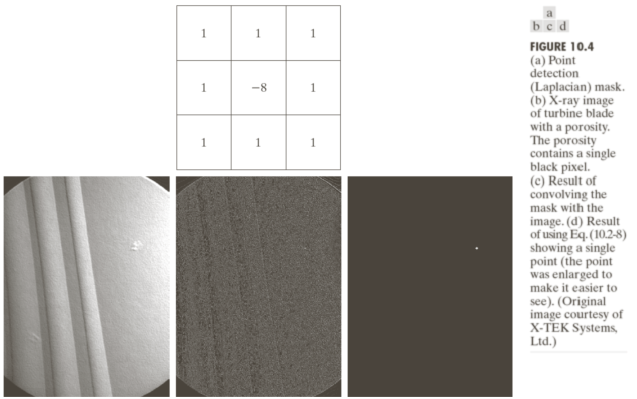 1 1 1
1 −8 1
1 1 1
a
b c d
FIGURE 10.4
(a) Point
detection
(Laplacian) mask.
(b) X-ray image
of turbine blade
with a porosity.
The porosity
contains a single
black pixel.
(c) Result of
convolving the
mask with the
image. (d) Result
of using Eq. (10.2-8)
showing a single
point (the point
was enlarged to
make it easier to
see). (Original
image courtesy of
X-TEK Systems,
Ltd.)